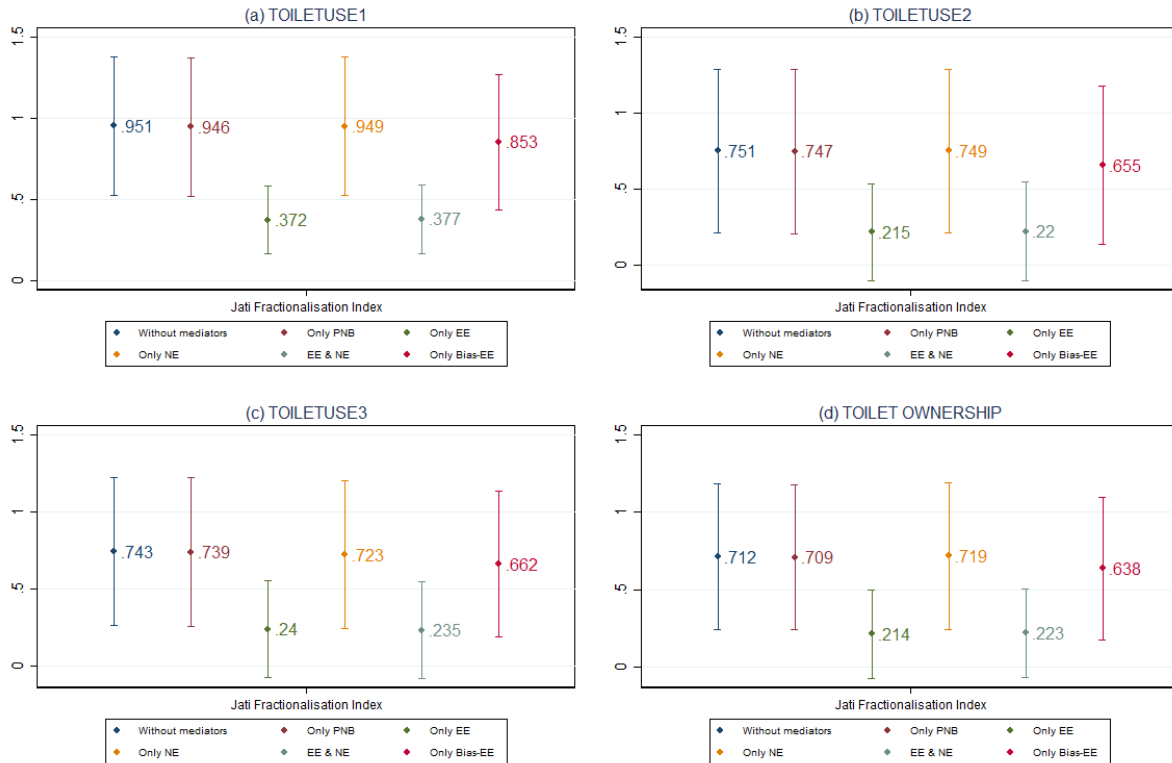 (a) TOILETUSE1
1.5
1
.5
0
.951
.946
.372
.949
.377
.853
Jati Fractionalisation Index
Without mediators Only PNB Only EE
Only NE EE & NE Only Bias-EE
(b) TOILETUSE2
1.5
1
.5
0
.751
.747
.215
.749
.22
.655
Jati Fractionalisation Index
Without mediators Only PNB Only EE
Only NE EE & NE Only Bias-EE
(c) TOILETUSE3
1.5
1
.5
0
.743
.739
.24
.723
.235
.662
Jati Fractionalisation Index
Without mediators Only PNB Only EE
Only NE EE & NE Only Bias-EE
(d) TOILET OWNERSHIP
1.5
1
.5
0
.712
.709
.214
.719
.223
.638
Jati Fractionalisation Index
Without mediators Only PNB Only EE
Only NE EE & NE Only Bias-EE